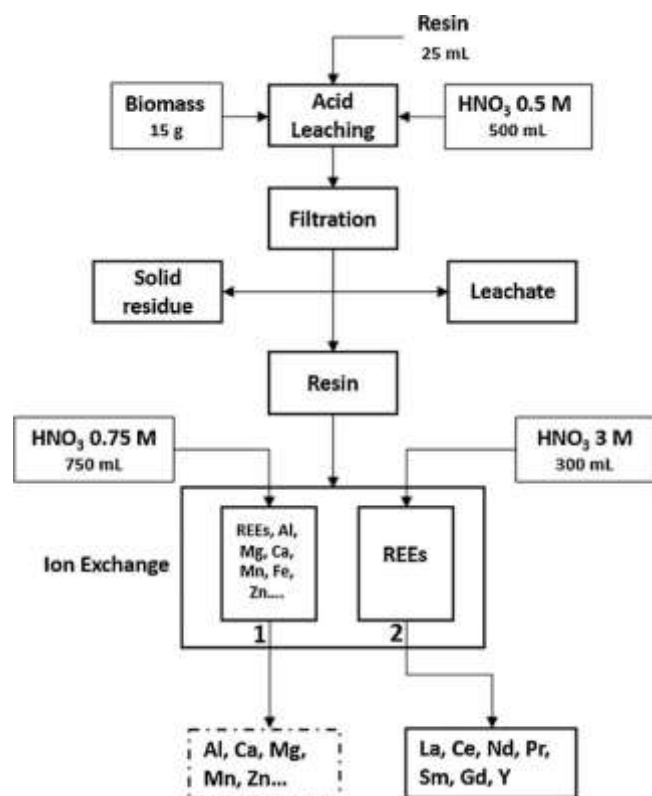 Resin
25 mL
Biomass
15 g
Acid
Leaching
HNO₃ 0.5 M
500 mL
Filtration
Solid
residue
Leachate
Resin
HNO₃ 0.75 M
750 mL
HNO₃ 3 M
300 mL
Ion Exchange
REEs, Al,
Mg, Ca,
Mn, Fe,
Zn....
REEs
1
2
Al, Ca, Mg,
Mn, Zn...
La, Ce, Nd, Pr,
Sm, Gd, Y